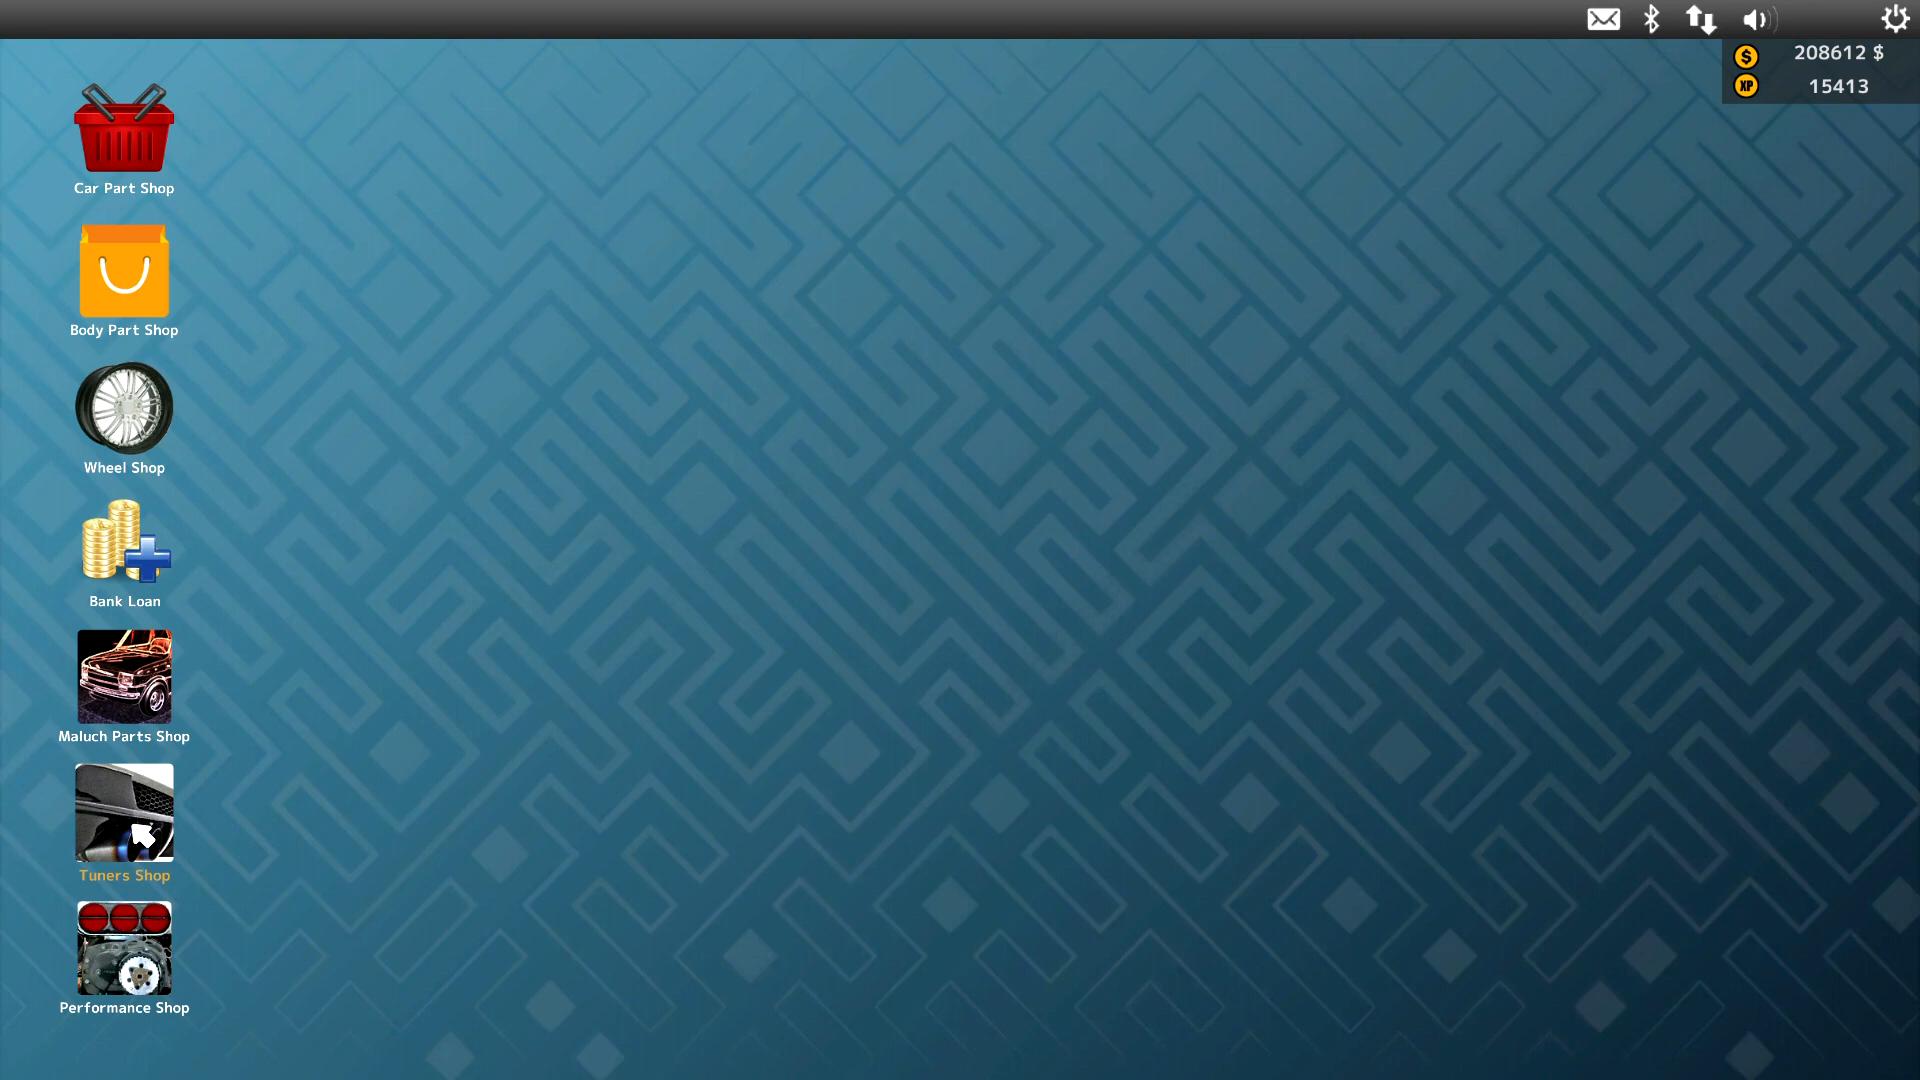 208612 $
XP 15413
Car Part Shop
Body Part Shop
Wheel Shop
Bank Loan
Maluch Parts Shop
Tuners Shop
Performance Shop